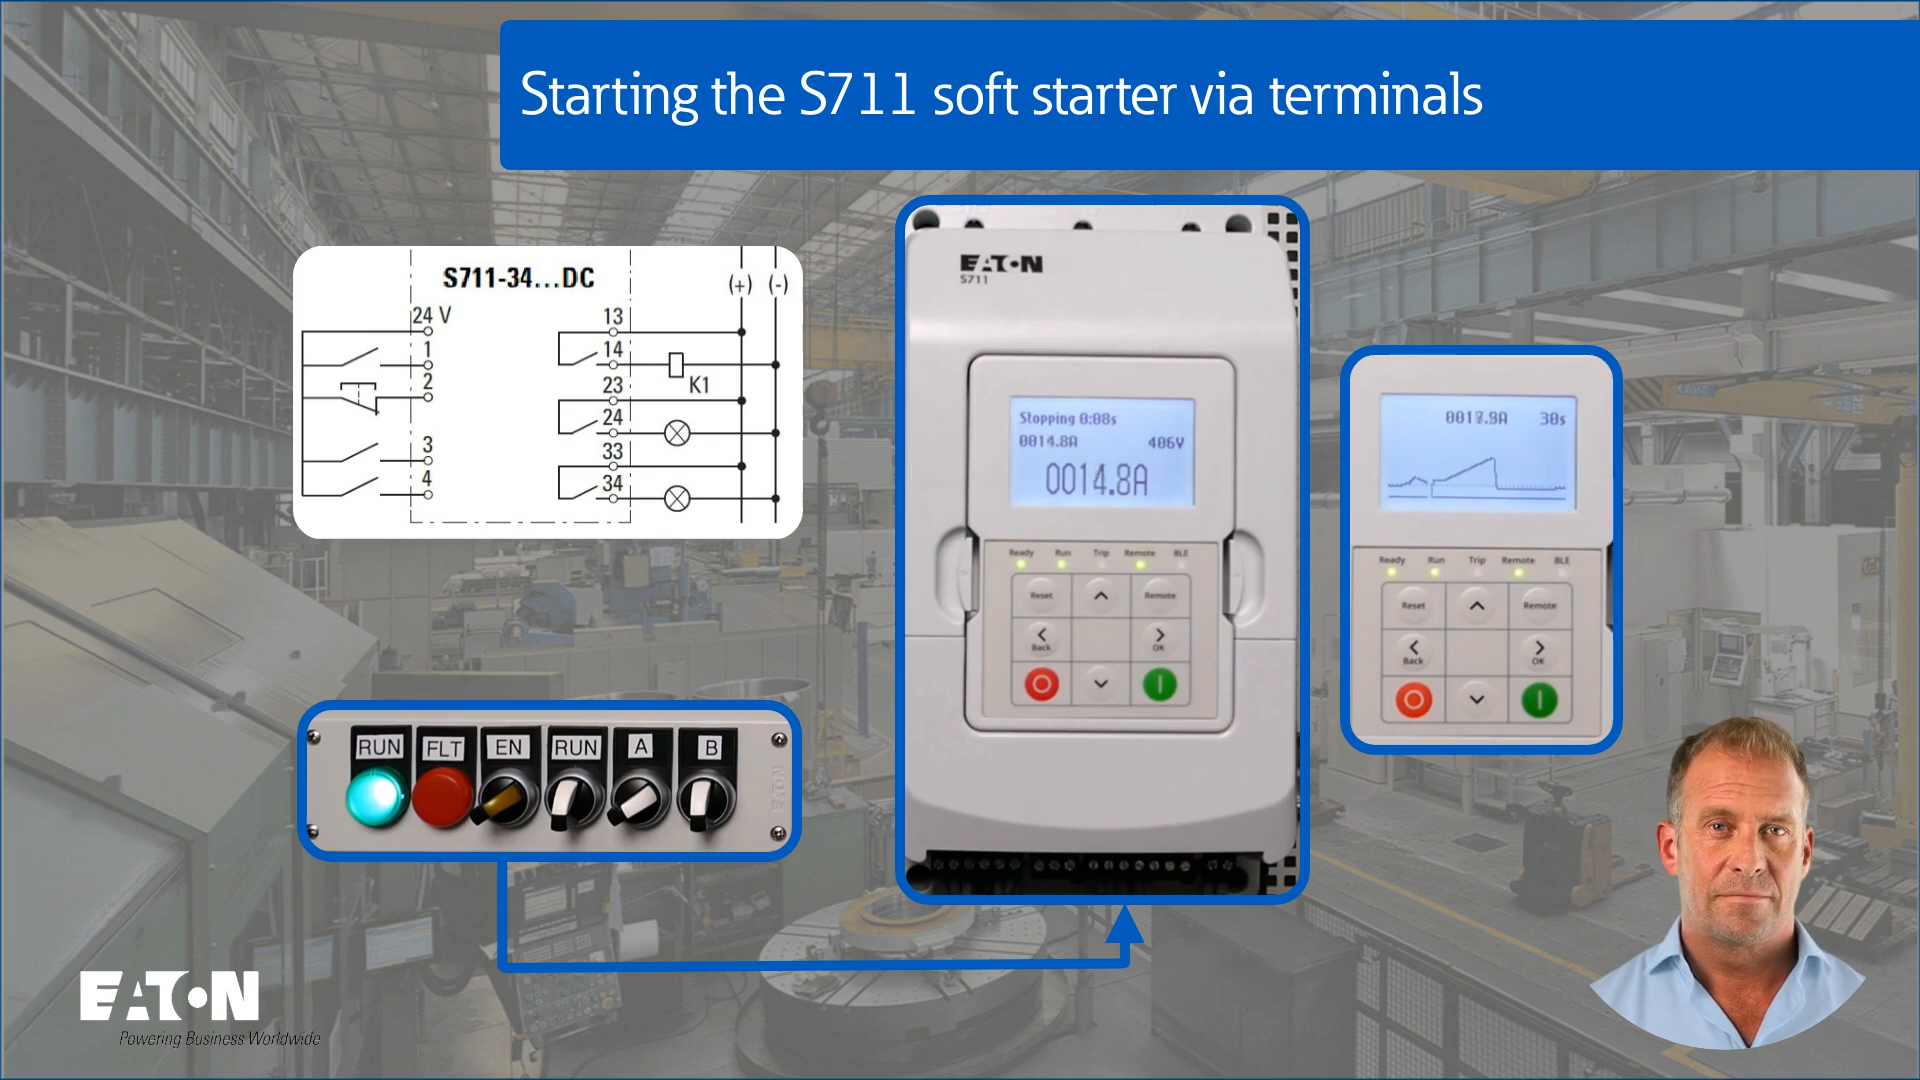 Starting the S711 soft starter via terminals
S711-34...DC
(+) (-)
24 V
1
2
3
4
13
14
23
24
33
34
K1
EATON
S711
Stopping 0:08s
0014.8A 406V
0014.8A
Ready Run Trip Remote BLE
Reset Remote
Back OK
30s
Ready Run Trip Remote BLE
Reset Remote
Back OK
RUN FLT EN RUN A B
EATON
EATON
Powering Business Worldwide